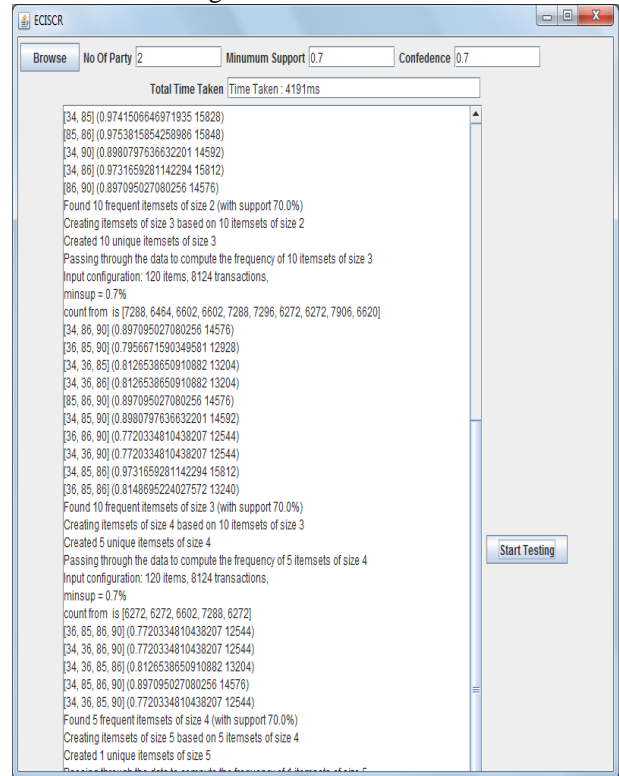 ECISCR
Browse No Of Party 2 Minumum Support 0.7 Confedence 0.7
Total Time Taken Time Taken : 4191ms
[34, 85] (0.9741506646971935 15828)
[85, 86] (0.9753815854258986 15848)
[34, 90] (0.8980797636632201 14592)
[34, 86] (0.9731659281142294 15812)
[86, 90] (0.897095027080256 14576)
Found 10 frequent itemsets of size 2 (with support 70.0%)
Creating itemsets of size 3 based on 10 itemsets of size 2
Created 10 unique itemsets of size 3
Passing through the data to compute the frequency of 10 itemsets of size 3
Input configuration: 120 items, 8124 transactions,
minsup = 0.7%
count from is [7288, 6464, 6602, 6602, 7288, 7296, 6272, 6272, 7906, 6620]
[34, 86, 90] (0.897095027080256 14576)
[36, 85, 90] (0.7956671590349581 12928)
[34, 36, 85] (0.8126538650910882 13204)
[34, 36, 86] (0.8126538650910882 13204)
[85, 86, 90] (0.897095027080256 14576)
[34, 85, 90] (0.8980797636632201 14592)
[36, 86, 90] (0.7720334810438207 12544)
[34, 36, 90] (0.7720334810438207 12544)
[34, 85, 86] (0.9731659281142294 15812)
[36, 85, 86] (0.8148695224027572 13240)
Found 10 frequent itemsets of size 3 (with support 70.0%)
Creating itemsets of size 4 based on 10 itemsets of size 3
Created 5 unique itemsets of size 4
Passing through the data to compute the frequency of 5 itemsets of size 4
Input configuration: 120 items, 8124 transactions,
minsup = 0.7%
count from is [6272, 6272, 6602, 7288, 6272]
[36, 85, 86, 90] (0.7720334810438207 12544)
[34, 36, 86, 90] (0.7720334810438207 12544)
[34, 36, 85, 86] (0.8126538650910882 13204)
[34, 85, 86, 90] (0.897095027080256 14576)
[34, 36, 85, 90] (0.7720334810438207 12544)
Found 5 frequent itemsets of size 4 (with support 70.0%)
Creating itemsets of size 5 based on 5 itemsets of size 4
Created 1 unique itemsets of size 5
Passing through the data to compute the frequency of 1 itemsets of size 5
Start Testing